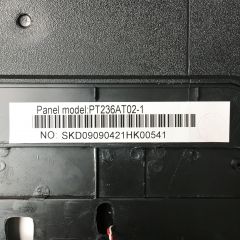 Panel model:PT236AT02-1
NO: SKD09090421HK00541